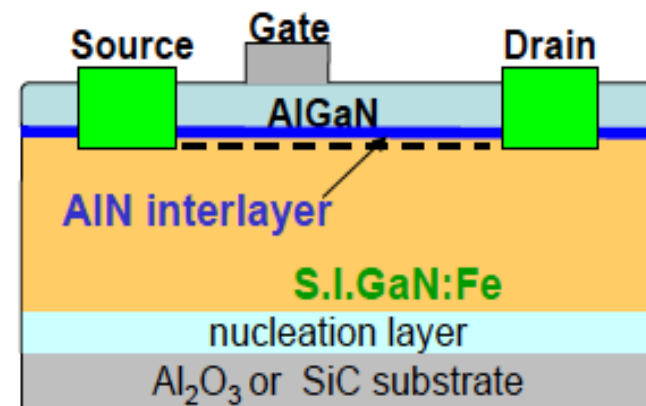 Source
Gate
Drain
AlGaN
AlN interlayer
S.I.GaN:Fe
nucleation layer
Al₂O₃ or SiC substrate